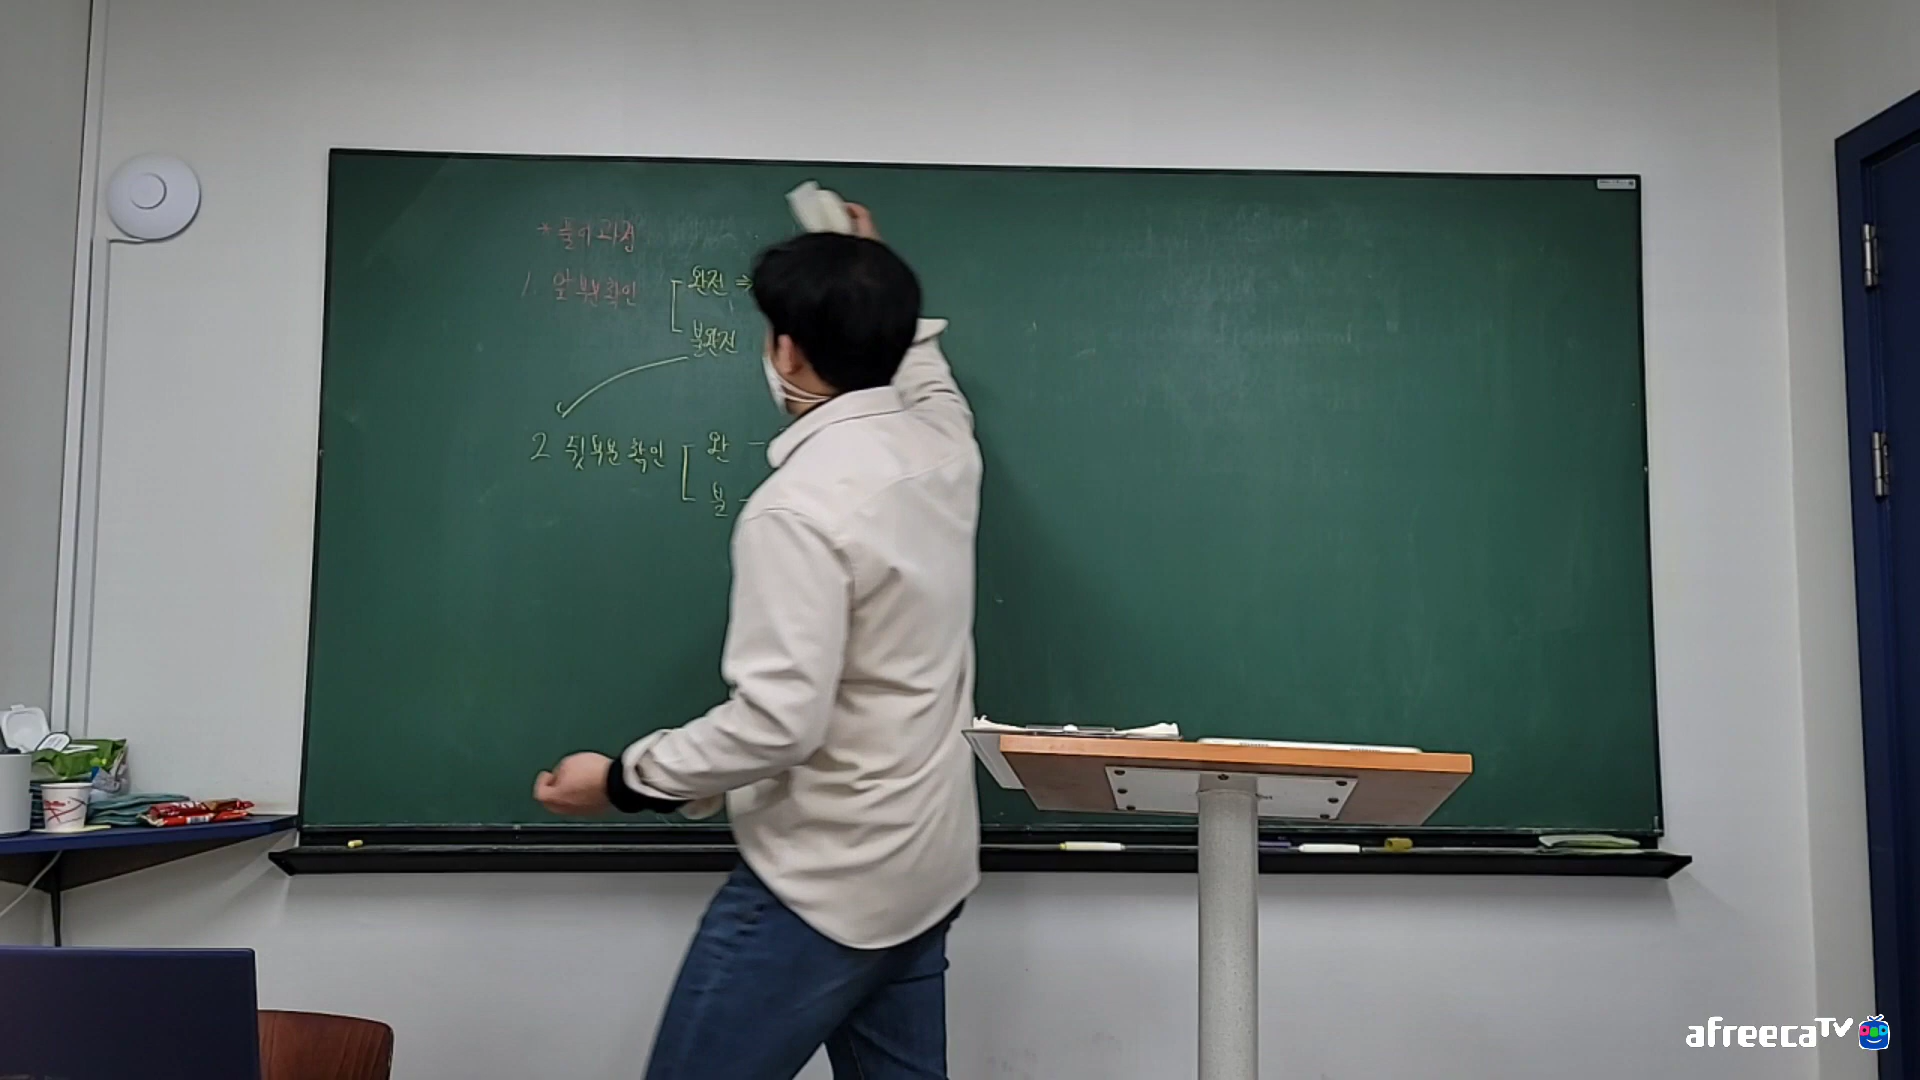 * 풀이 과정
1. 앞부분 확인
완전 ⇒
불완전
2 뒷부분 확인
완 -
불 -
afreecaTV